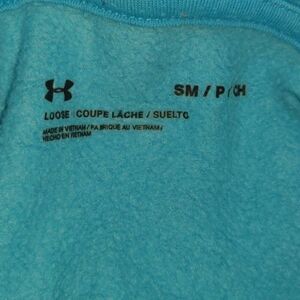 SM / P / CH
LOOSE / COUPE LÂCHE / SUELTO
MADE IN VIETNAM / FABRIQUÉ AU VIETNAM /
HECHO EN VIETNAM